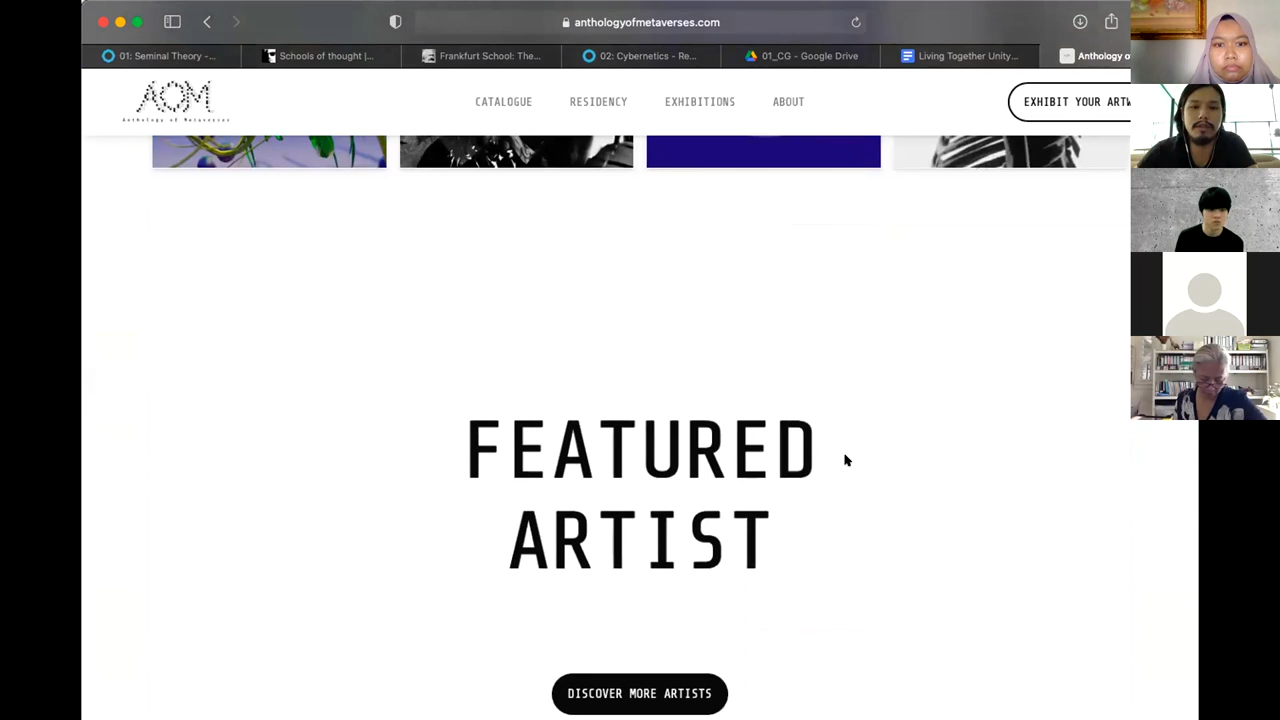 anthologyofmetaverses.com
01: Seminal Theory -...
Schools of thought |...
Frankfurt School: The...
02: Cybernetics - Re...
01_CG - Google Drive
Living Together Unity...
Anthology o
AOM
Anthology of Metaverses
CATALOGUE
RESIDENCY
EXHIBITIONS
ABOUT
EXHIBIT YOUR ARTW
FEATURED
ARTIST
DISCOVER MORE ARTISTS